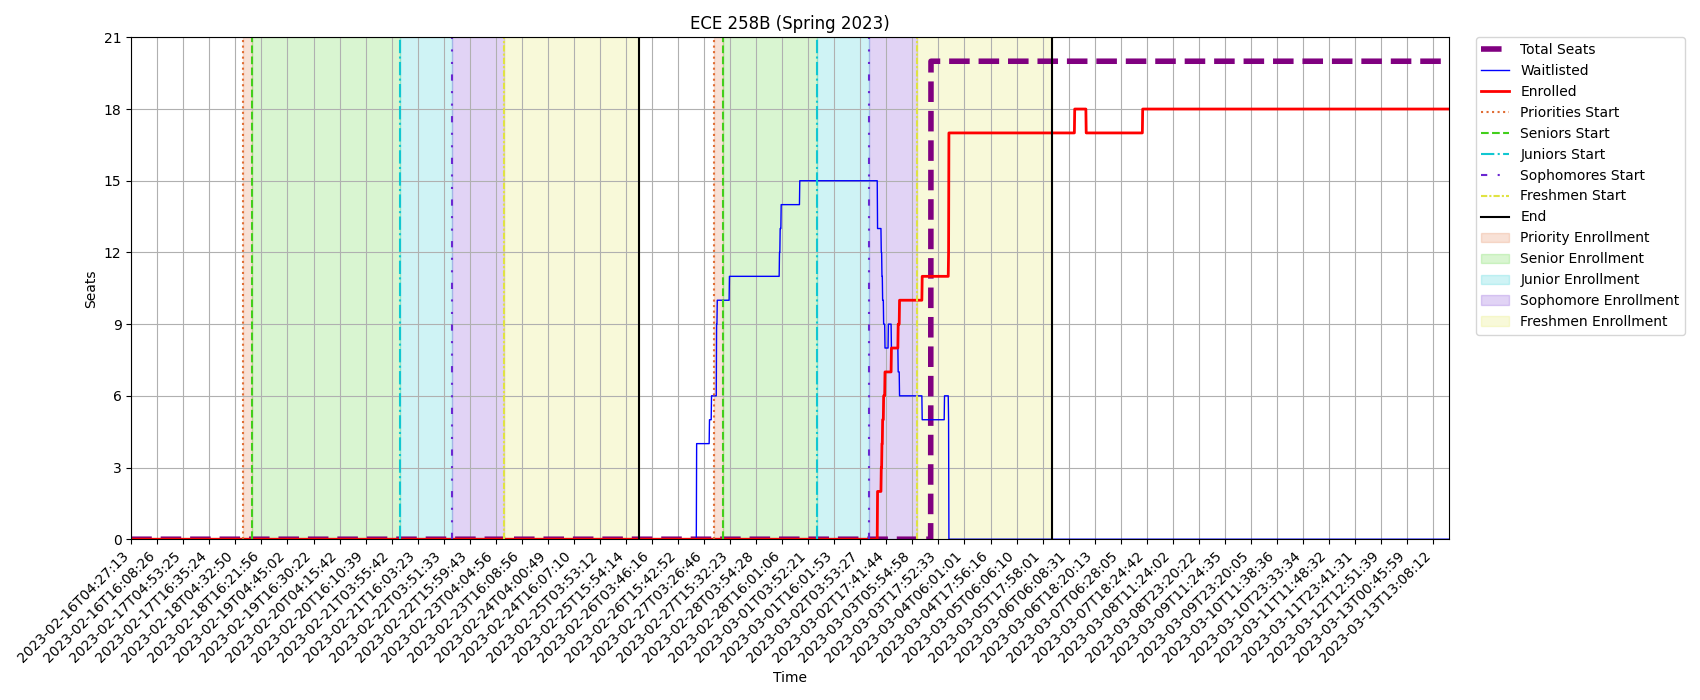 ECE 258B (Spring 2023)
Seats
21
18
15
12
9
6
3
0
2023-02-16T04:27:13
2023-02-16T16:08:26
2023-02-17T04:53:25
2023-02-17T16:35:24
2023-02-18T04:32:50
2023-02-18T16:21:56
2023-02-19T04:45:02
2023-02-19T16:30:22
2023-02-20T04:15:42
2023-02-20T16:10:39
2023-02-21T03:55:42
2023-02-21T16:03:23
2023-02-22T03:51:33
2023-02-22T15:59:43
2023-02-23T04:04:56
2023-02-23T16:08:56
2023-02-24T04:00:49
2023-02-24T16:07:10
2023-02-25T03:53:12
2023-02-25T15:54:14
2023-02-26T03:46:16
2023-02-26T15:42:52
2023-02-27T03:26:46
2023-02-27T15:32:23
2023-02-28T03:54:28
2023-02-28T16:01:06
2023-03-01T03:52:21
2023-03-01T16:01:53
2023-03-02T03:53:27
2023-03-02T17:41:44
2023-03-03T05:54:58
2023-03-03T17:52:33
2023-03-04T06:01:01
2023-03-04T17:56:16
2023-03-05T06:06:10
2023-03-05T17:58:01
2023-03-06T06:08:31
2023-03-06T18:20:13
2023-03-07T06:28:05
2023-03-07T18:24:42
2023-03-08T11:24:02
2023-03-08T23:20:22
2023-03-09T11:24:35
2023-03-09T23:20:05
2023-03-10T11:38:36
2023-03-10T23:33:34
2023-03-11T11:48:32
2023-03-11T23:41:31
2023-03-12T12:51:39
2023-03-13T00:45:59
2023-03-13T13:08:12
Time
Total Seats
Waitlisted
Enrolled
Priorities Start
Seniors Start
Juniors Start
Sophomores Start
Freshmen Start
End
Priority Enrollment
Senior Enrollment
Junior Enrollment
Sophomore Enrollment
Freshmen Enrollment